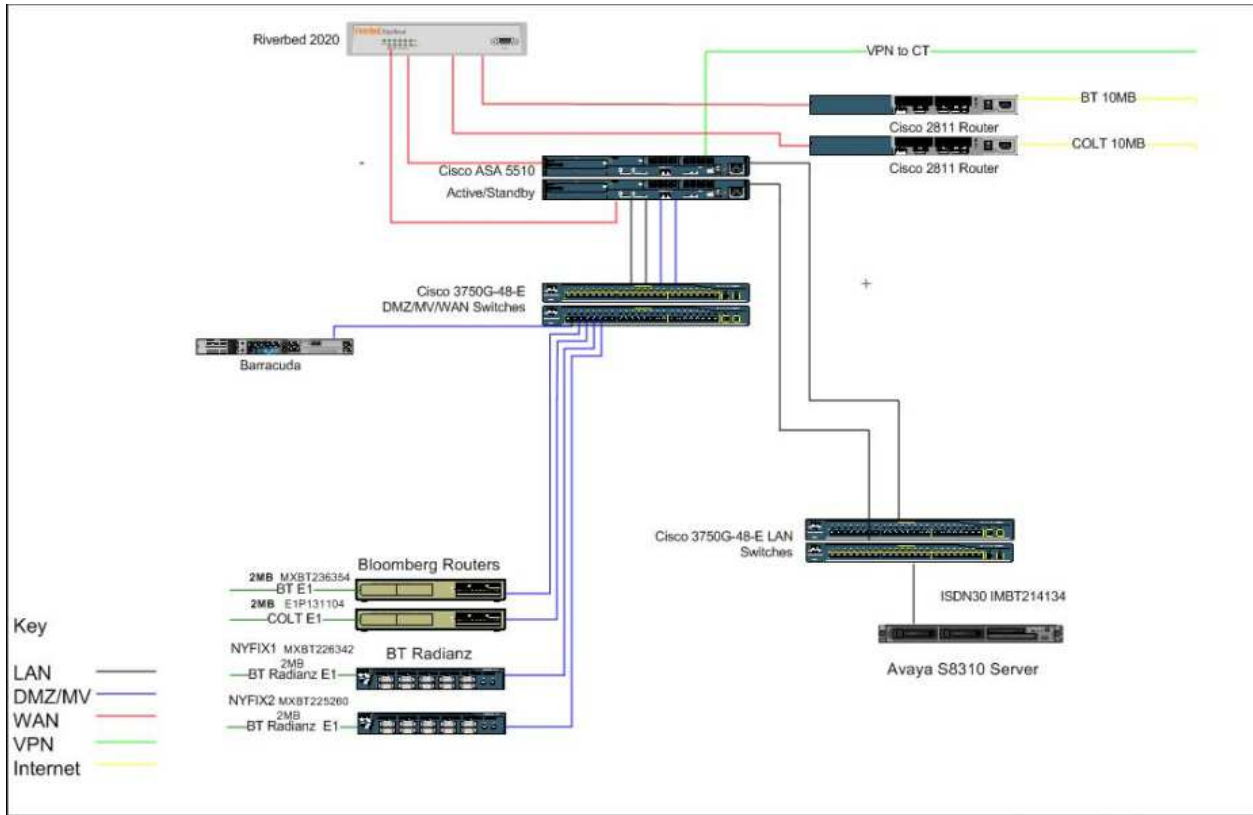 Riverbed 2020
VPN to CT
BT 10MB
Cisco 2811 Router
COLT 10MB
Cisco 2811 Router
Cisco ASA 5510
Active/Standby
Cisco 3750G-48-E
DMZ/MV/WAN Switches
Barracuda
Cisco 3750G-48-E LAN
Switches
Bloomberg Routers
2MB MXBT236354
BT E1
2MB E1P131104
COLT E1
ISDN30 IMBT214134
Avaya S8310 Server
NYFIX1 MXBT226342
2MB
BT Radianz E1
BT Radianz
NYFIX2 MXBT225260
2MB
BT Radianz E1
Key
LAN
DMZ/MV
WAN
VPN
Internet